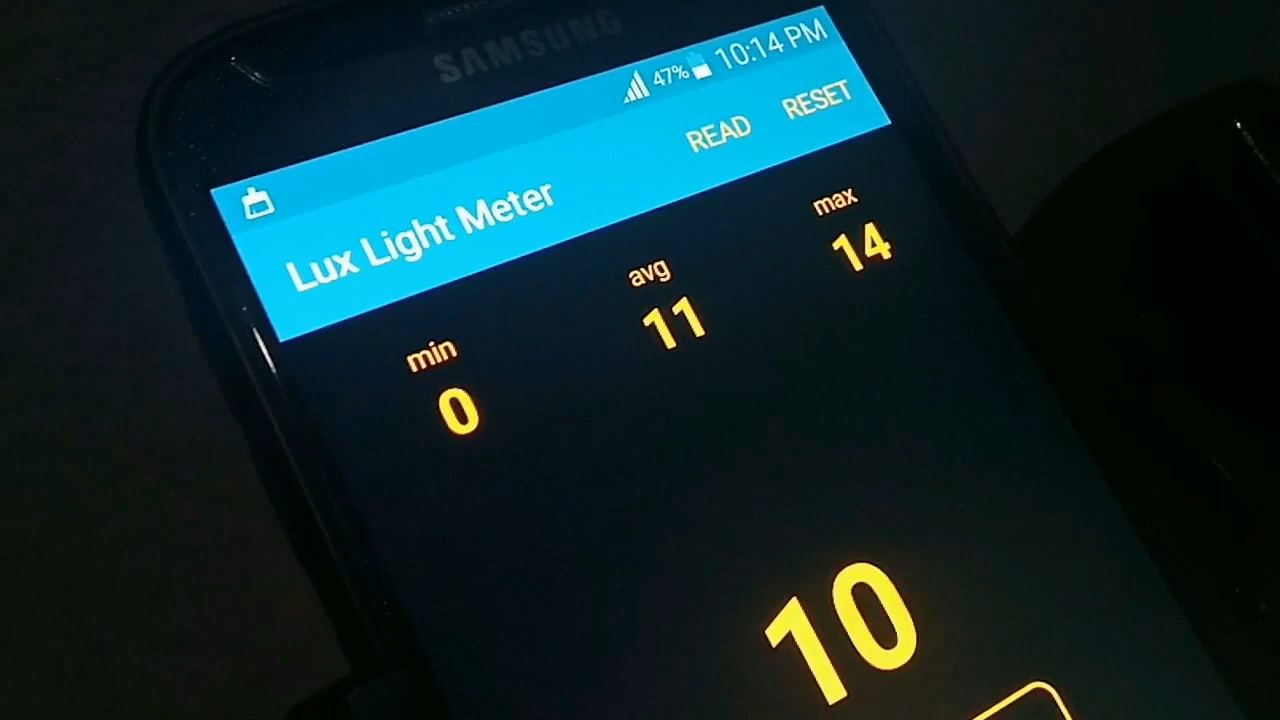 SAMSUNG
47% 10:14 PM
Lux Light Meter READ RESET
min avg max
0 11 14
10